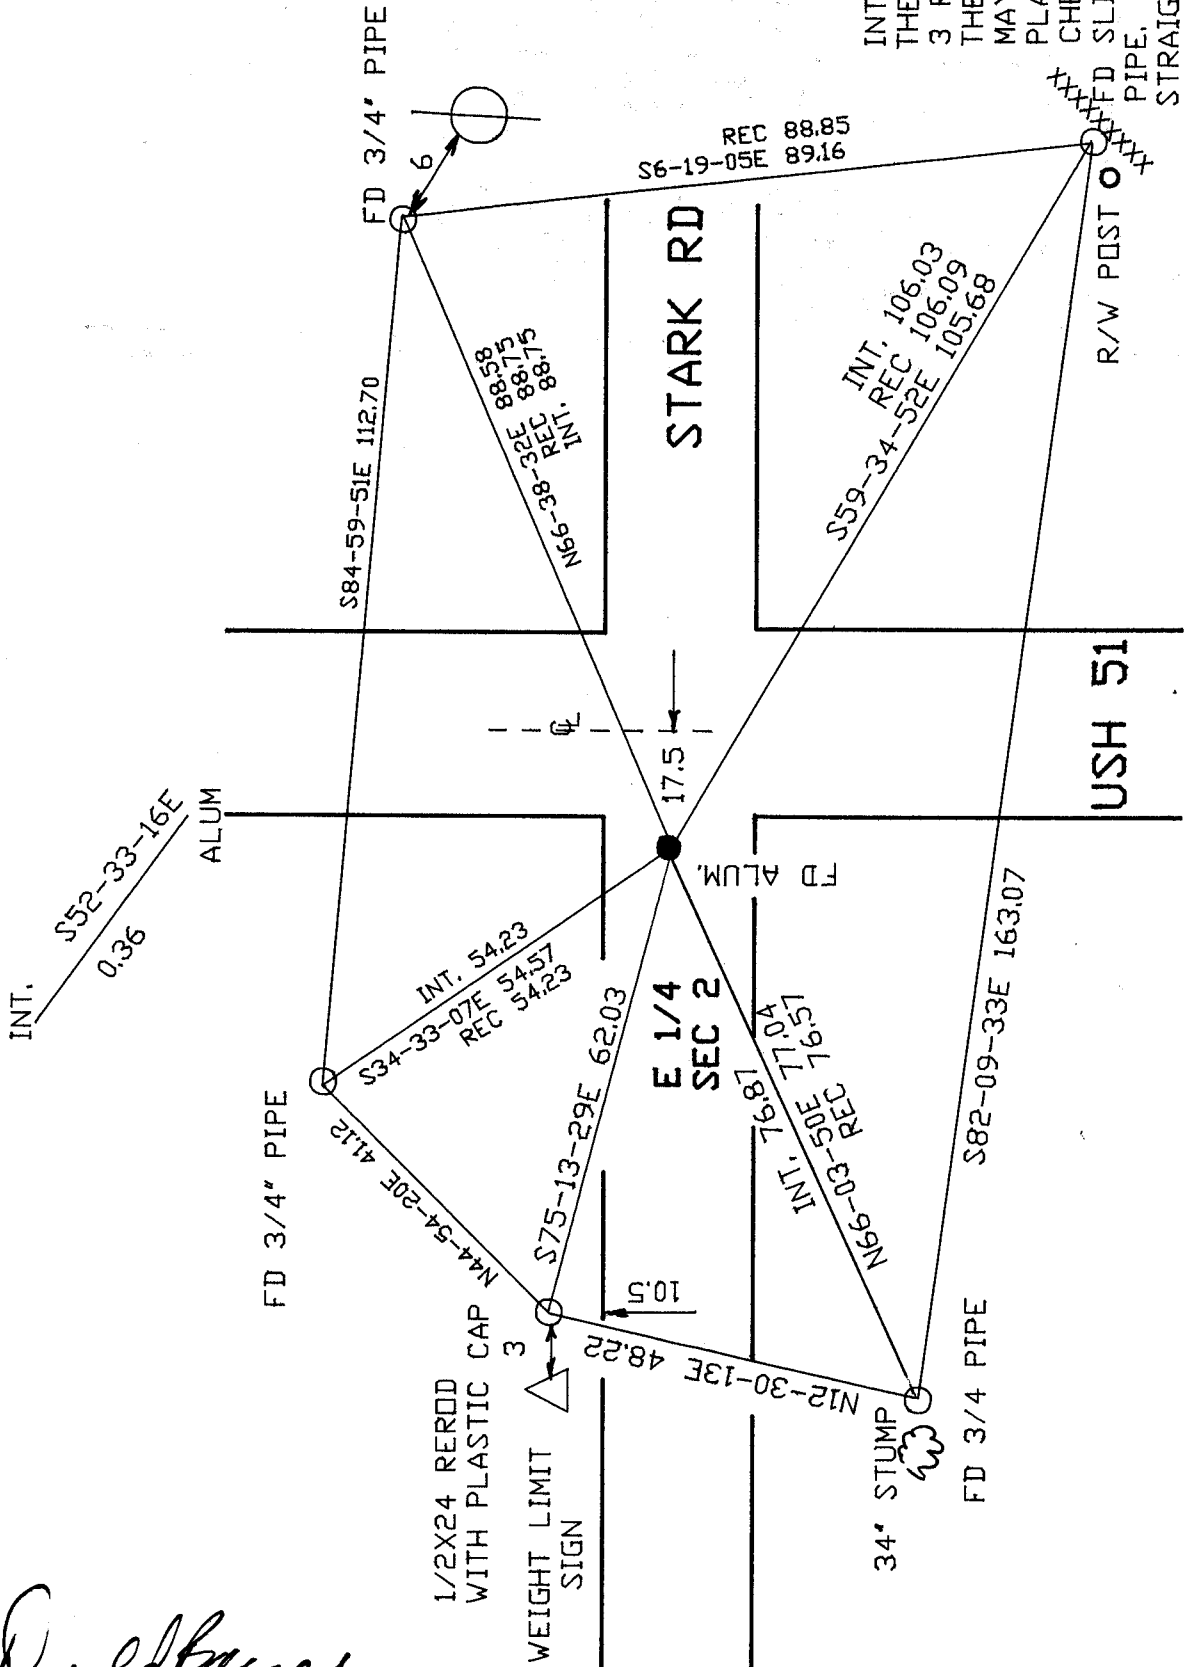 INT.
S52-33-16E
0.36
ALUM
FD 3/4" PIPE
6
INT
THE
3 R
THE
MAY
PLA
CHE
FD SLI
PIPE.
STRAIG
REC 88.85
S6-19-05E 89.16
S84-59-51E 112.70
N66-38-32E 88.58
REC 88.75
INT. 88.75
STARK RD
INT. 106.03
REC 106.09
S59-34-52E 105.68
R/W POST
℄
17.5
FD ALUM.
USH 51
FD 3/4" PIPE
INT. 54.23
S34-33-07E 54.57
REC 54.23
N44-54-20E 41.12
S75-13-29E 62.03
E 1/4
SEC 2
INT. 76.87
N66-03-50E 77.04
REC 76.57
S82-09-33E 163.07
1/2X24 REROD
WITH PLASTIC CAP
3
10.5
N12-30-13E 48.22
WEIGHT LIMIT
SIGN
34" STUMP
FD 3/4 PIPE